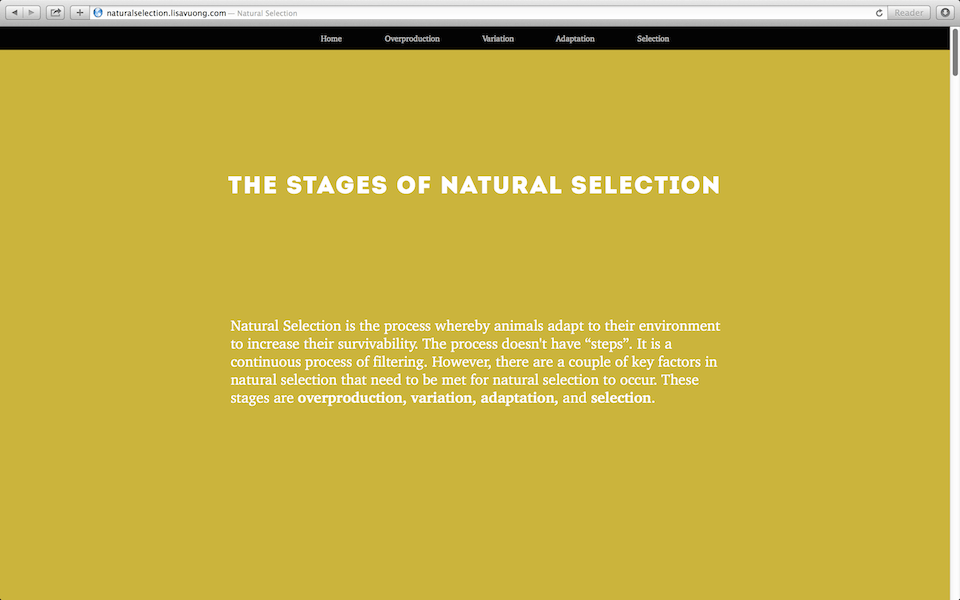 naturalselection.lisavuong.com — Natural Selection
Reader
Home Overproduction Variation Adaptation Selection
THE STAGES OF NATURAL SELECTION
Natural Selection is the process whereby animals adapt to their environment
to increase their survivability. The process doesn't have “steps”. It is a
continuous process of filtering. However, there are a couple of key factors in
natural selection that need to be met for natural selection to occur. These
stages are overproduction, variation, adaptation, and selection.